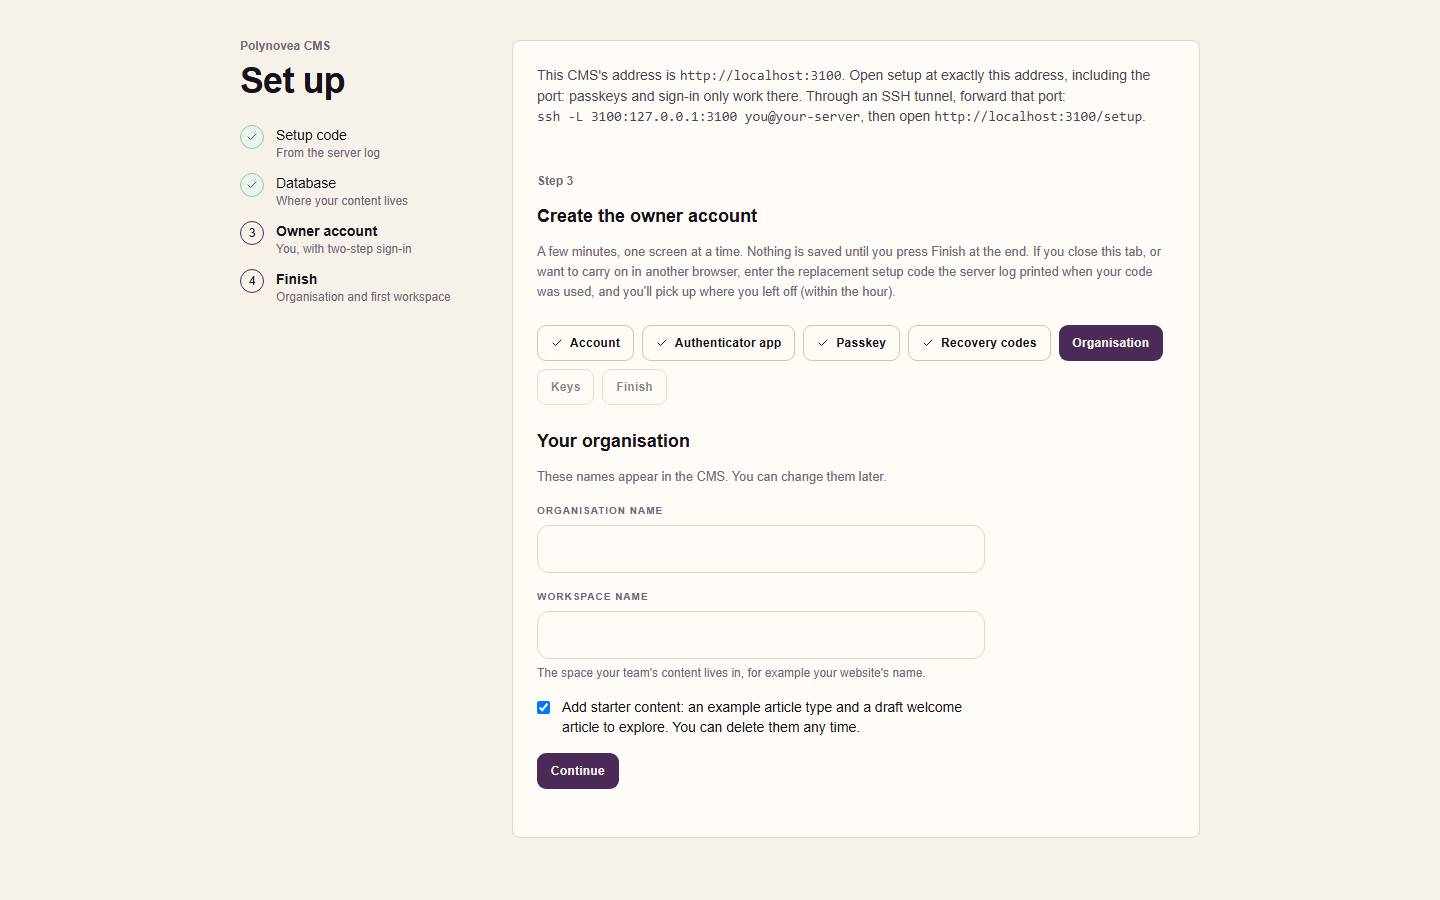 Polynovea CMS
Set up
Setup code
From the server log
Database
Where your content lives
3
Owner account
You, with two-step sign-in
4
Finish
Organisation and first workspace
This CMS's address is http://localhost:3100. Open setup at exactly this address, including the
port: passkeys and sign-in only work there. Through an SSH tunnel, forward that port:
ssh -L 3100:127.0.0.1:3100 you@your-server, then open http://localhost:3100/setup.
Step 3
Create the owner account
A few minutes, one screen at a time. Nothing is saved until you press Finish at the end. If you close this tab, or
want to carry on in another browser, enter the replacement setup code the server log printed when your code
was used, and you'll pick up where you left off (within the hour).
Account
Authenticator app
Passkey
Recovery codes
Organisation
Keys
Finish
Your organisation
These names appear in the CMS. You can change them later.
ORGANISATION NAME
WORKSPACE NAME
The space your team's content lives in, for example your website's name.
Add starter content: an example article type and a draft welcome
article to explore. You can delete them any time.
Continue